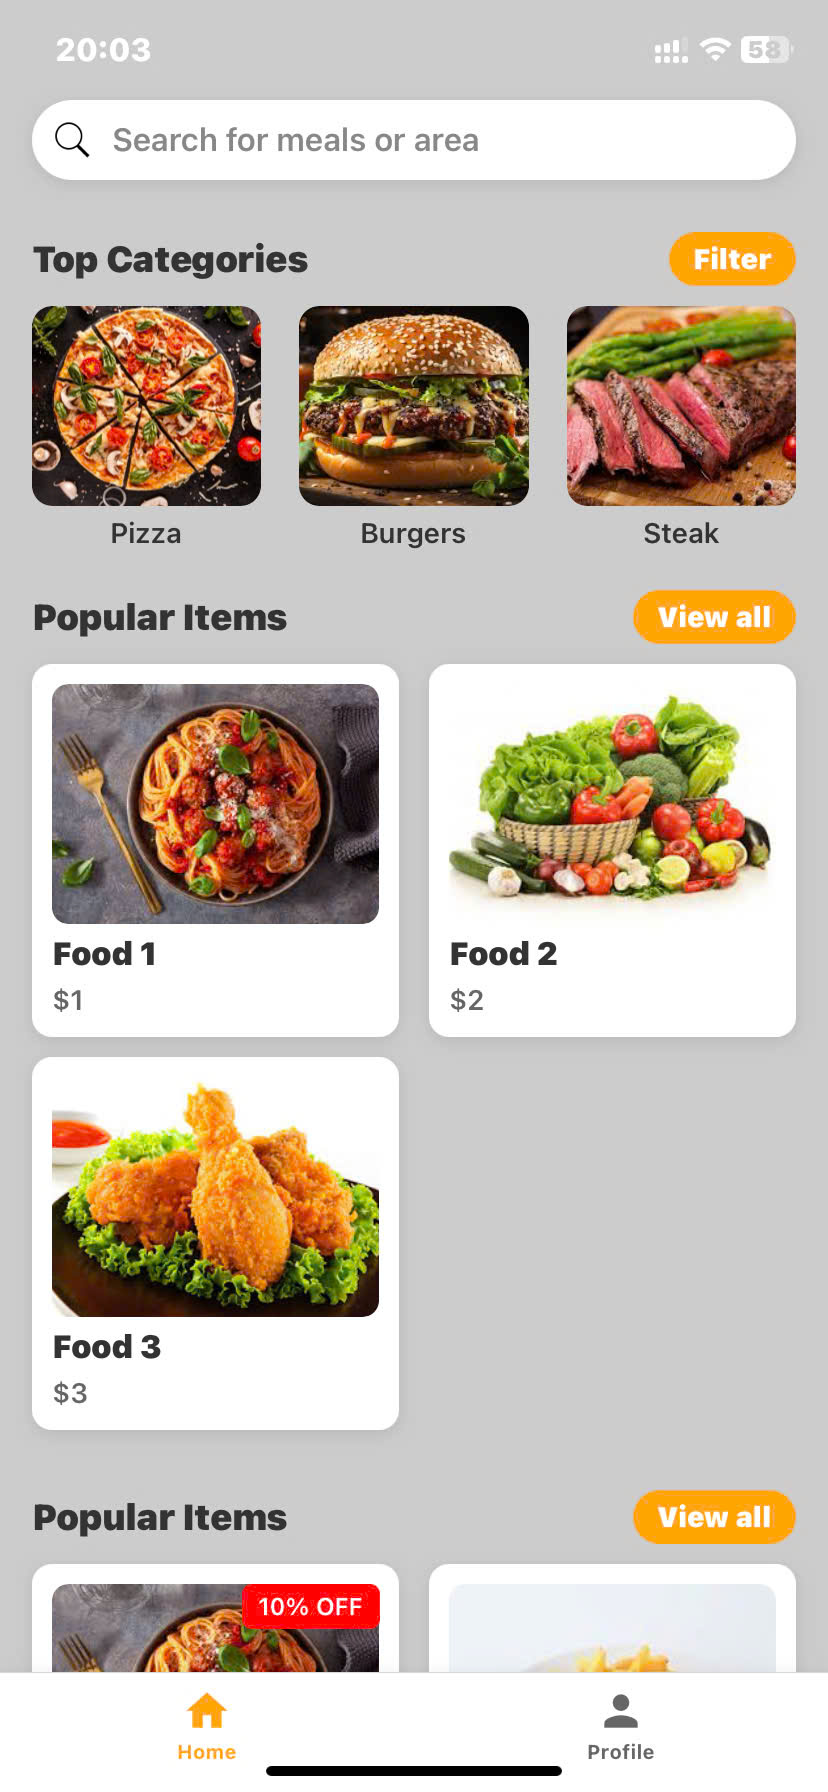 20:03
58
Search for meals or area
Top Categories
Filter
Pizza
Burgers
Steak
Popular Items
View all
Food 1
$1
Food 2
$2
Food 3
$3
Popular Items
View all
10% OFF
Home
Profile